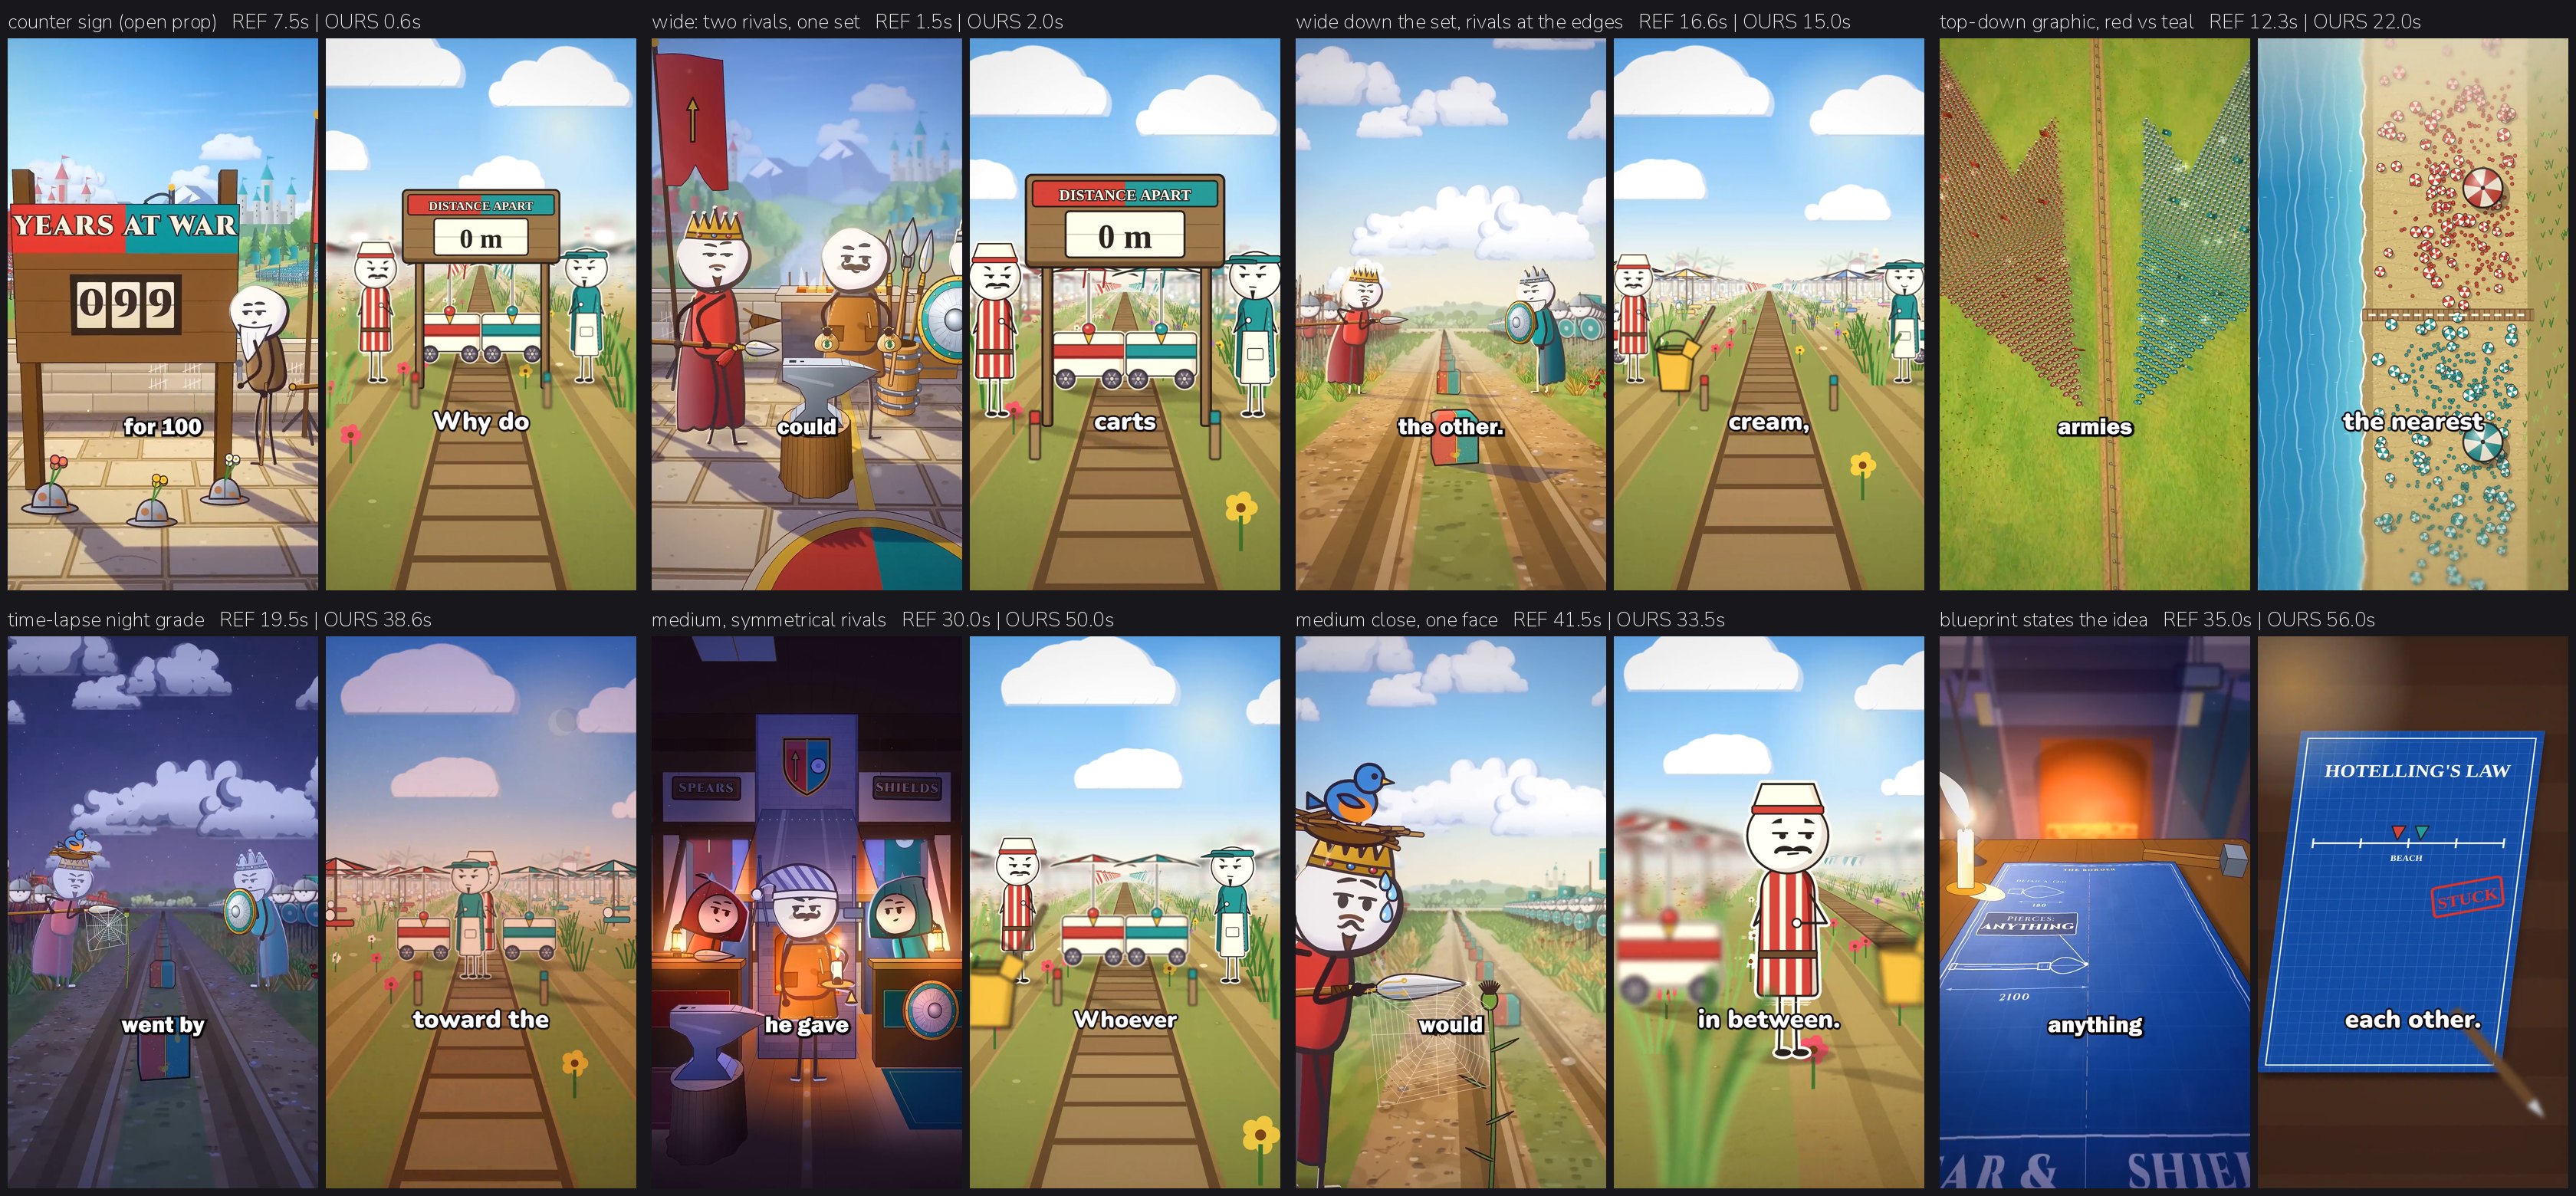 counter sign (open prop) REF 7.5s | OURS 0.6s
YEARS AT WAR
099
for 100
DISTANCE APART
0 m
Why do
wide: two rivals, one set REF 1.5s | OURS 2.0s
could
DISTANCE APART
0 m
carts
wide down the set, rivals at the edges REF 16.6s | OURS 15.0s
the other.
cream,
top-down graphic, red vs teal REF 12.3s | OURS 22.0s
armies
the nearest
time-lapse night grade REF 19.5s | OURS 38.6s
went by
toward the
medium, symmetrical rivals REF 30.0s | OURS 50.0s
SPEARS
SHIELDS
he gave
Whoever
medium close, one face REF 41.5s | OURS 33.5s
would
in between.
blueprint states the idea REF 35.0s | OURS 56.0s
THE BORDER
180
PIERCES:
ANYTHING
2100
anything
AR & SHIEL
HOTELLING'S LAW
BEACH
STUCK
each other.